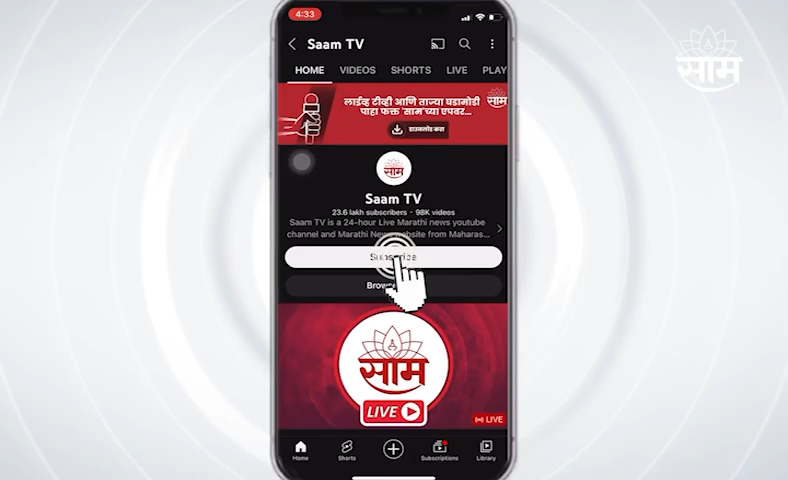 4:33
Saam TV
HOME VIDEOS SHORTS LIVE PLAY
साम
लाईव्ह टीव्ही आणि ताज्या घडामोडी
पाहा फक्त 'साम'च्या एपवर...
साम
डाउनलोड करा
साम
Saam TV
23.6 lakh subscribers • 98K videos
Saam TV is a 24-hour Live Marathi news youtube
channel and Marathi News website from Maharas...
Subscribe
साम
LIVE
LIVE
Home Shorts Subscriptions Library